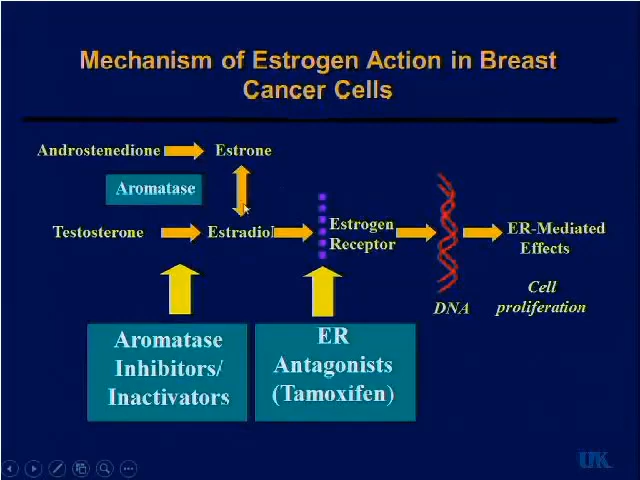 Mechanism of Estrogen Action in Breast
Cancer Cells
Androstenedione
Estrone
Aromatase
Testosterone
Estradiol
Estrogen
Receptor
ER-Mediated
Effects
DNA
Cell
proliferation
Aromatase
Inhibitors/
Inactivators
ER
Antagonists
(Tamoxifen)
UK